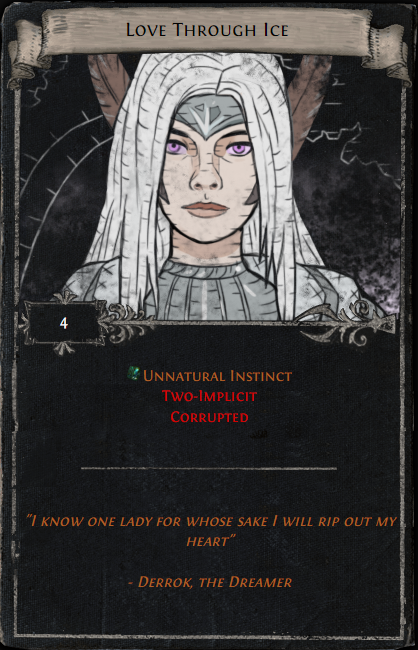 Love Through Ice
4
Unnatural Instinct
Two-Implicit
Corrupted
"I know one lady for whose sake I will rip out my
heart"
- Derrok, the Dreamer